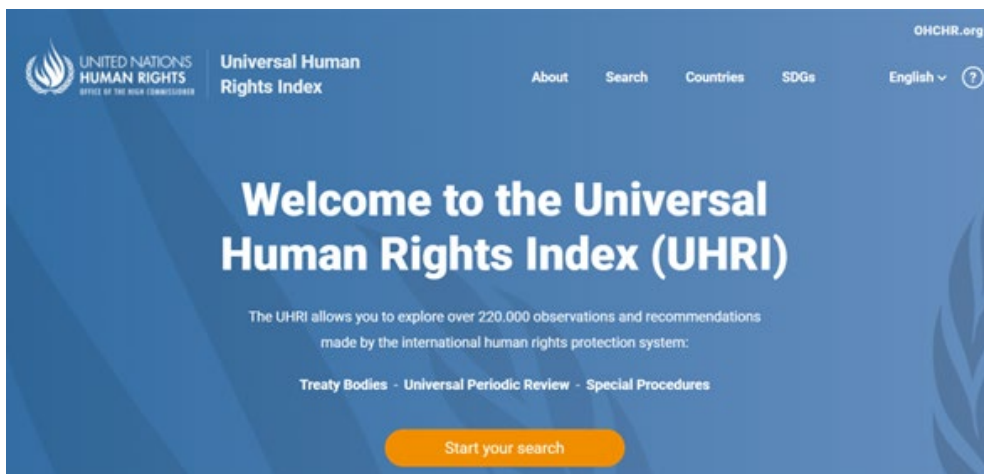 OHCHR.org
UNITED NATIONS
HUMAN RIGHTS
OFFICE OF THE HIGH COMMISSIONER
Universal Human
Rights Index
About Search Countries SDGs English ?
Welcome to the Universal
Human Rights Index (UHRI)
The UHRI allows you to explore over 220.000 observations and recommendations
made by the international human rights protection system:
Treaty Bodies - Universal Periodic Review - Special Procedures
Start your search